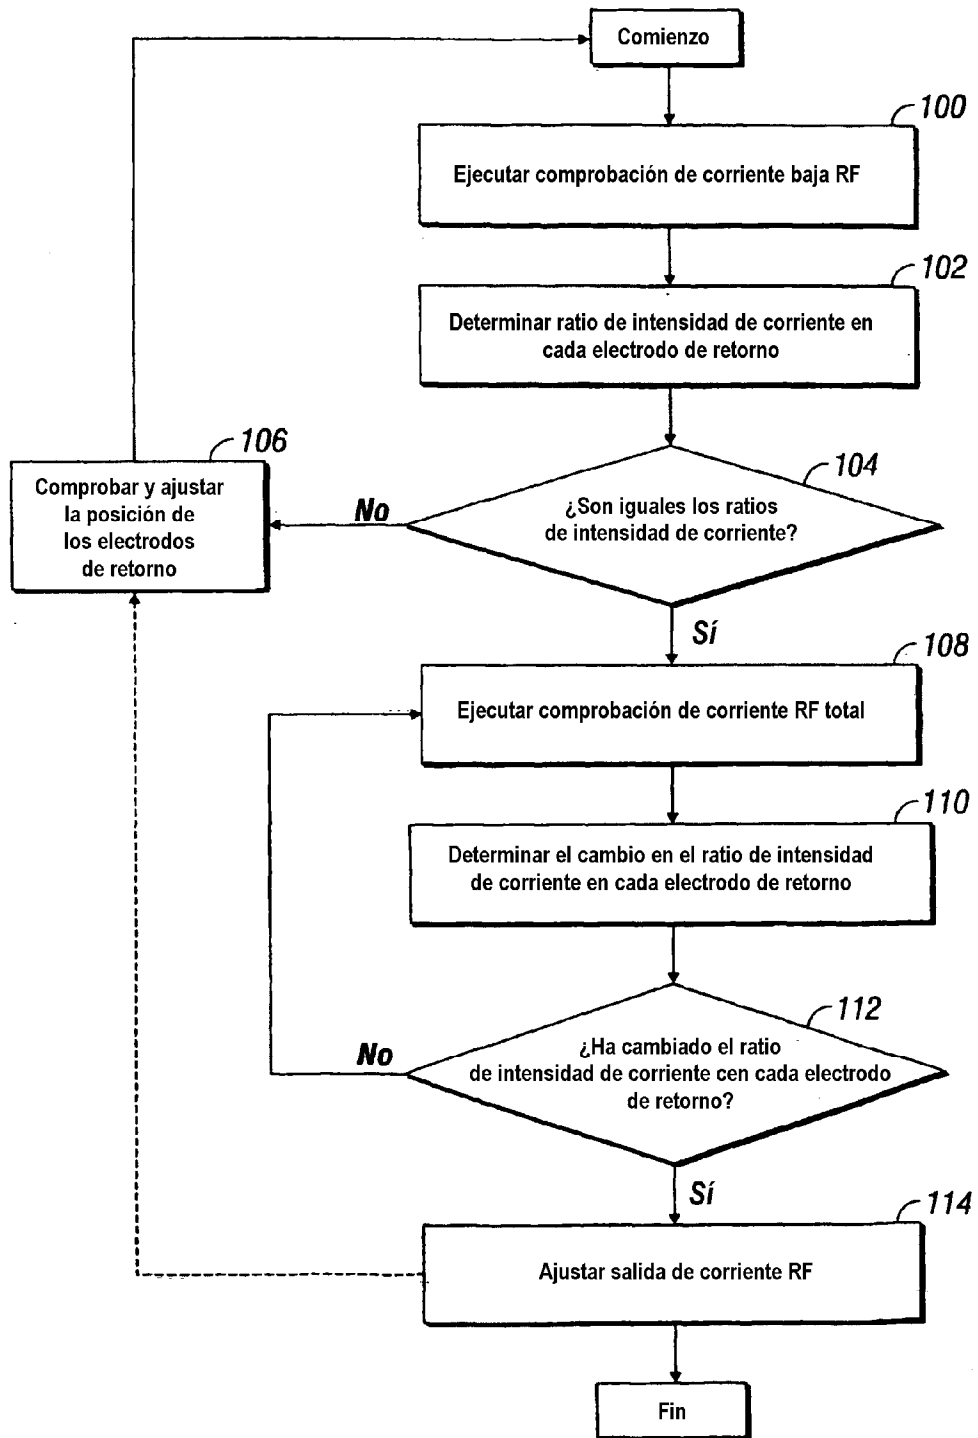 Comienzo
100
Ejecutar comprobación de corriente baja RF
102
Determinar ratio de intensidad de corriente en
cada electrodo de retorno
106
Comprobar y ajustar
la posición de
los electrodos
de retorno
104
No
¿Son iguales los ratios
de intensidad de corriente?
Sí
108
Ejecutar comprobación de corriente RF total
110
Determinar el cambio en el ratio de intensidad
de corriente en cada electrodo de retorno
112
No
¿Ha cambiado el ratio
de intensidad de corriente cen cada electrodo
de retorno?
Sí
114
Ajustar salida de corriente RF
Fin